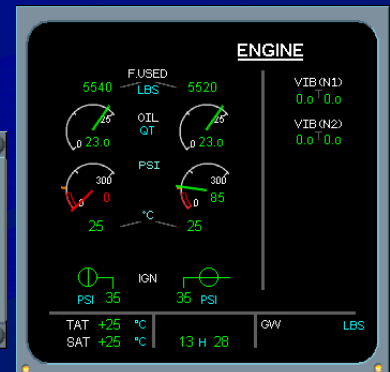 ENGINE
F.USED
5540 LBS 5520
VIB (N1)
0.0 T 0.0
OIL
QT
25 25
0 23.0 0 23.0
VIB (N2)
0.0 T 0.0
PSI
300 300
0 0 0 85
°C
25 25
IGN
PSI 35 35 PSI
TAT +25 °C GW LBS
SAT +25 °C 13 H 28